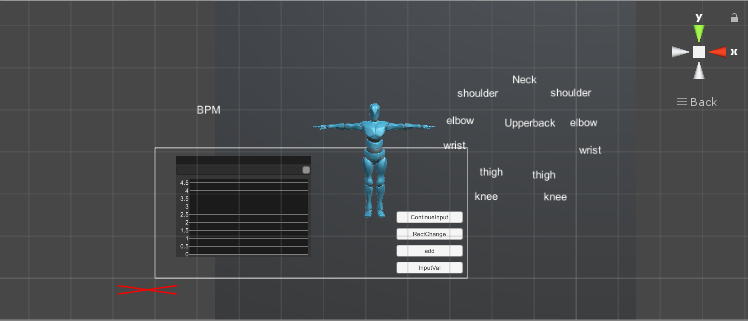 y
x
Back
Neck
shoulder shoulder
BPM
elbow Upperback elbow
wrist wrist
thigh thigh
knee knee
4.5
4
3.5
3
2.5
2
1.5
1
0.5
0
ContinueInput
RectChange
add
InputVal